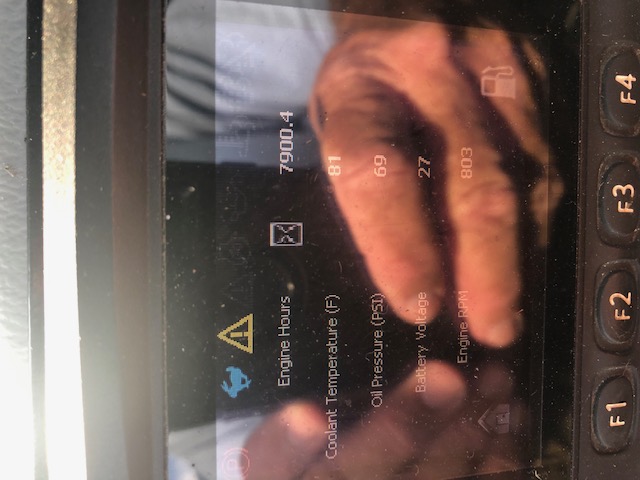 Engine Hours 7900.4
Coolant Temperature (F) 81
Oil Pressure (PSI) 69
Battery Voltage 27
Engine RPM 803
F1 F2 F3 F4